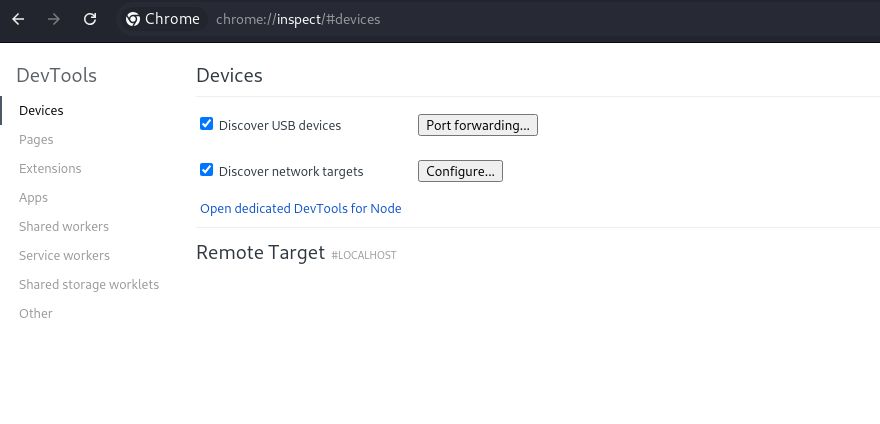 Chrome chrome://inspect/#devices
DevTools
Devices
Pages
Extensions
Apps
Shared workers
Service workers
Shared storage worklets
Other
Devices
Discover USB devices Port forwarding...
Discover network targets Configure...
Open dedicated DevTools for Node
Remote Target #LOCALHOST